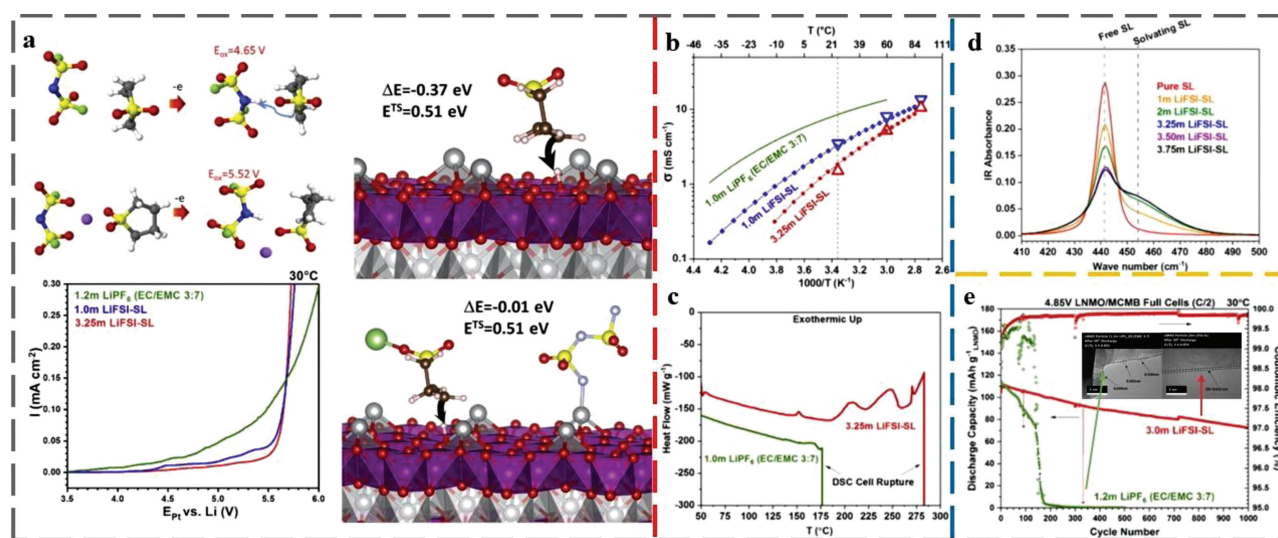 a
E_ox=4.65 V
-e
ΔE=-0.37 eV
E^TS=0.51 eV
E_ox=5.52 V
-e
30°C
0.30
0.25
0.20
0.15
0.10
0.05
0.00
I (mA cm⁻²)
1.2m LiPF₆ (EC/EMC 3:7)
1.0m LiFSI-SL
3.25m LiFSI-SL
3.5 4.0 4.5 5.0 5.5 6.0
E_Pt vs. Li (V)
ΔE=-0.01 eV
E^TS=0.51 eV
b
T (°C)
-46 -35 -23 -10 5 21 39 60 84 111
10
1
0.1
σ (mS cm⁻¹)
1.0m LiPF₆ (EC/EMC 3:7)
1.0m LiFSI-SL
3.25m LiFSI-SL
4.4 4.2 4.0 3.8 3.6 3.4 3.2 3.0 2.8 2.6
1000/T (K⁻¹)
c
Exothermic Up
0
-50
-100
-150
-200
-250
-300
Heat Flow (mW g⁻¹)
3.25m LiFSI-SL
1.0m LiPF₆ (EC/EMC 3:7)
DSC Cell Rupture
50 100 150 200 250 300
T (°C)
d
Free SL
Solvating SL
0.35
0.30
0.25
0.20
0.15
0.10
0.05
0.00
IR Absorbance
Pure SL
1m LiFSI-SL
2m LiFSI-SL
3.25m LiFSI-SL
3.50m LiFSI-SL
3.75m LiFSI-SL
410 420 430 440 450 460 470 480 490 500
Wave number (cm⁻¹)
e
4.85V LNMO/MCMB Full Cells (C/2) 30°C
180
160
140
120
100
80
60
40
20
0
Discharge Capacity (mAh g⁻¹_LNMO)
100.0
99.5
99.0
98.5
98.0
97.5
97.0
96.5
96.0
95.5
95.0
3.0m LiFSI-SL
1.2m LiPF₆ (EC/EMC 3:7)
0 100 200 300 400 500 600 700 800 900 1000
Cycle Number